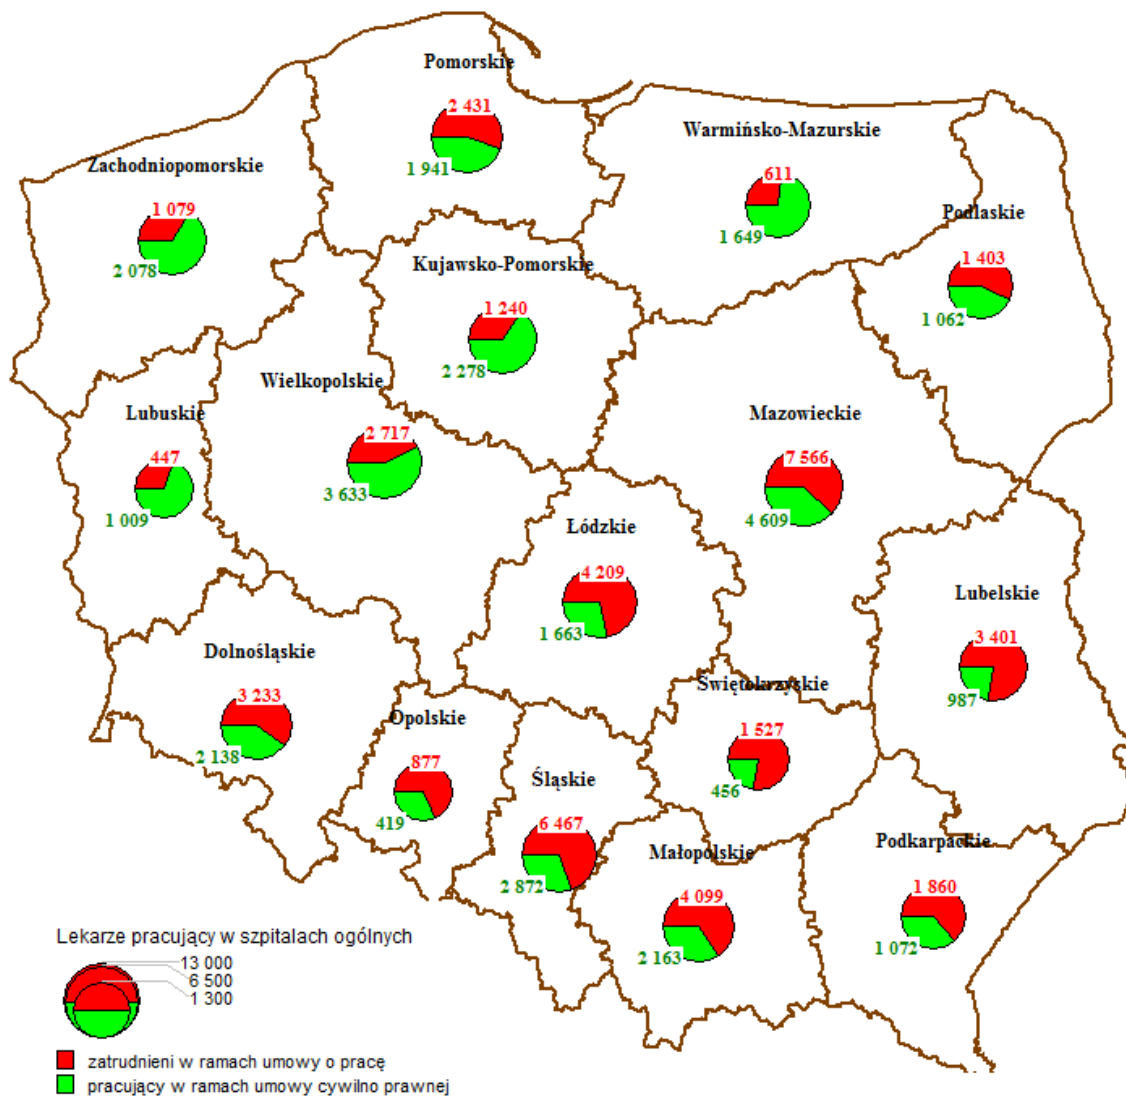 Pomorskie
2 431
1 941
Warmińsko-Mazurskie
611
1 649
Zachodniopomorskie
1 079
2 078
Podlaskie
1 403
1 062
Kujawsko-Pomorskie
1 240
2 278
Wielkopolskie
2 717
3 633
Lubuskie
447
1 009
Mazowieckie
7 566
4 609
Łódzkie
4 209
1 663
Lubelskie
3 401
987
Dolnośląskie
3 233
2 138
Opolskie
877
419
Świętokrzyskie
1 527
456
Śląskie
6 467
2 872
Małopolskie
4 099
2 163
Podkarpackie
1 860
1 072
Lekarze pracujący w szpitalach ogólnych
13 000
6 500
1 300
zatrudnieni w ramach umowy o pracę
pracujący w ramach umowy cywilno prawnej